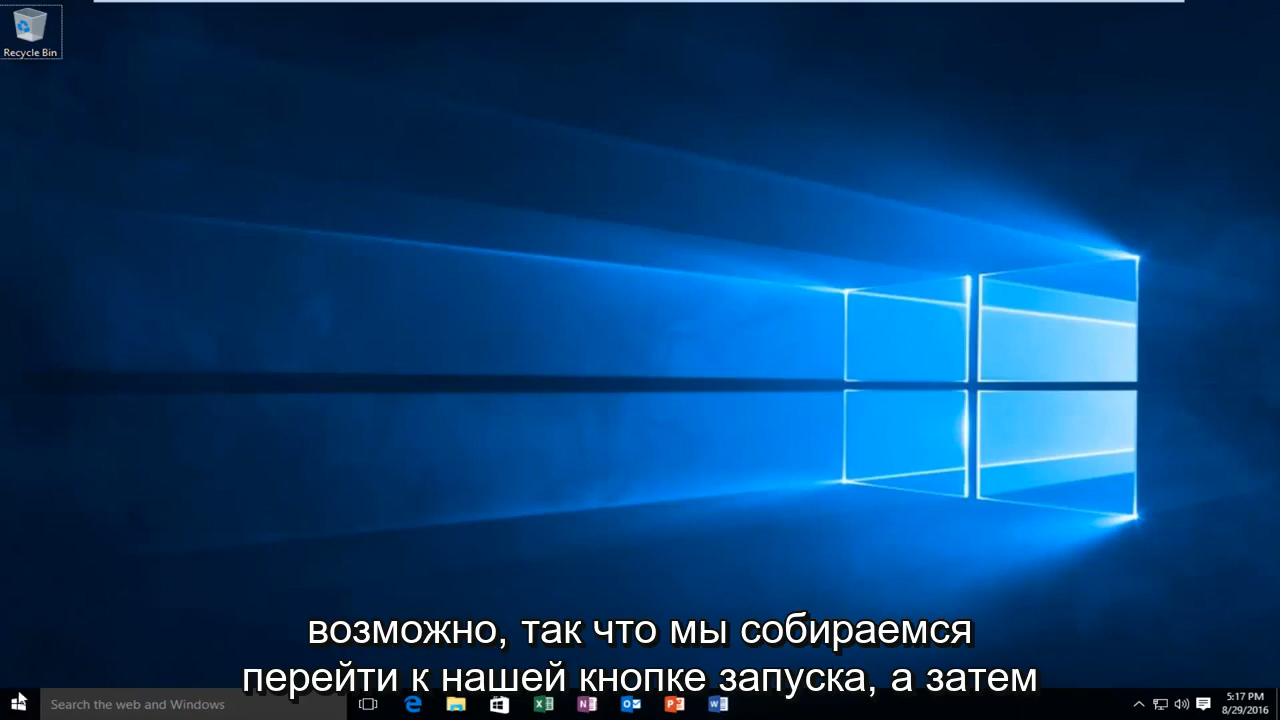 Recycle Bin
возможно, так что мы собираемся
перейти к нашей кнопке запуска, а затем
Search the web and Windows
5:17 PM
8/29/2016